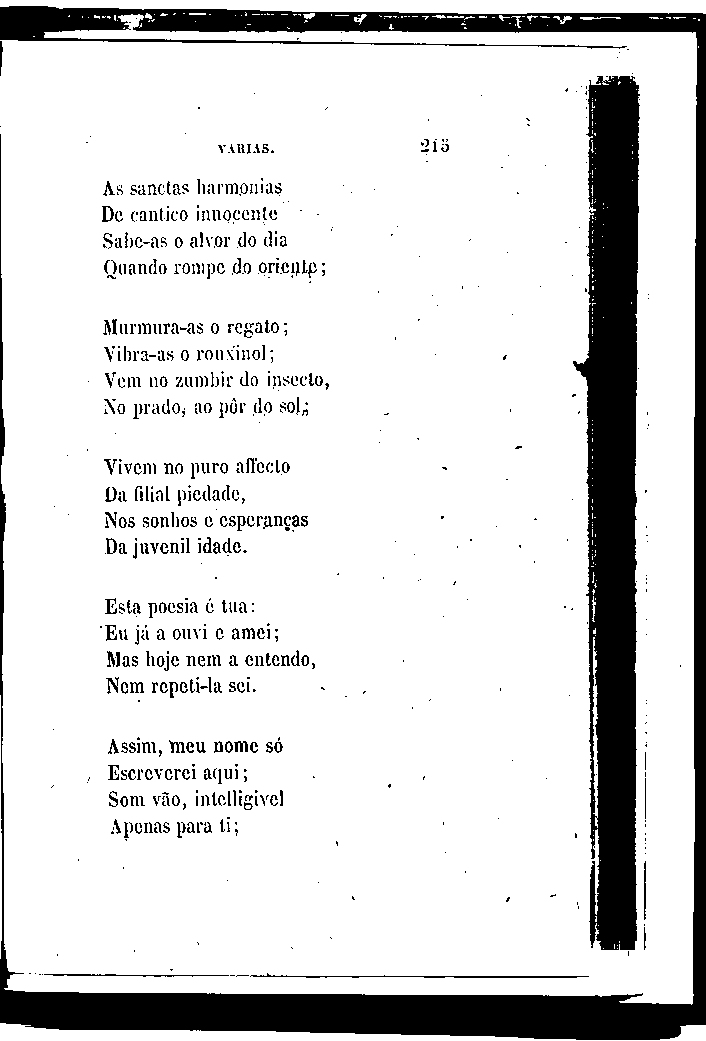 VARIAS. 215
As sanctas harmonias
De cantico innocente
Sabe-as o alvor do dia
Quando rompe do oriente;
Murmura-as o regato;
Vibra-as o rouxinol;
Vem no zumbir do insecto,
No prado, ao pôr do sol;
Vivem no puro affecto
Da filial piedade,
Nos sonhos e esperanças
Da juvenil idade.
Esta poesia é tua:
Eu já a ouvi e amei;
Mas hoje nem a entendo,
Nem repeti-la sei.
Assim, meu nome só
Escreverei aqui;
Som vão, intelligivel
Apenas para ti;